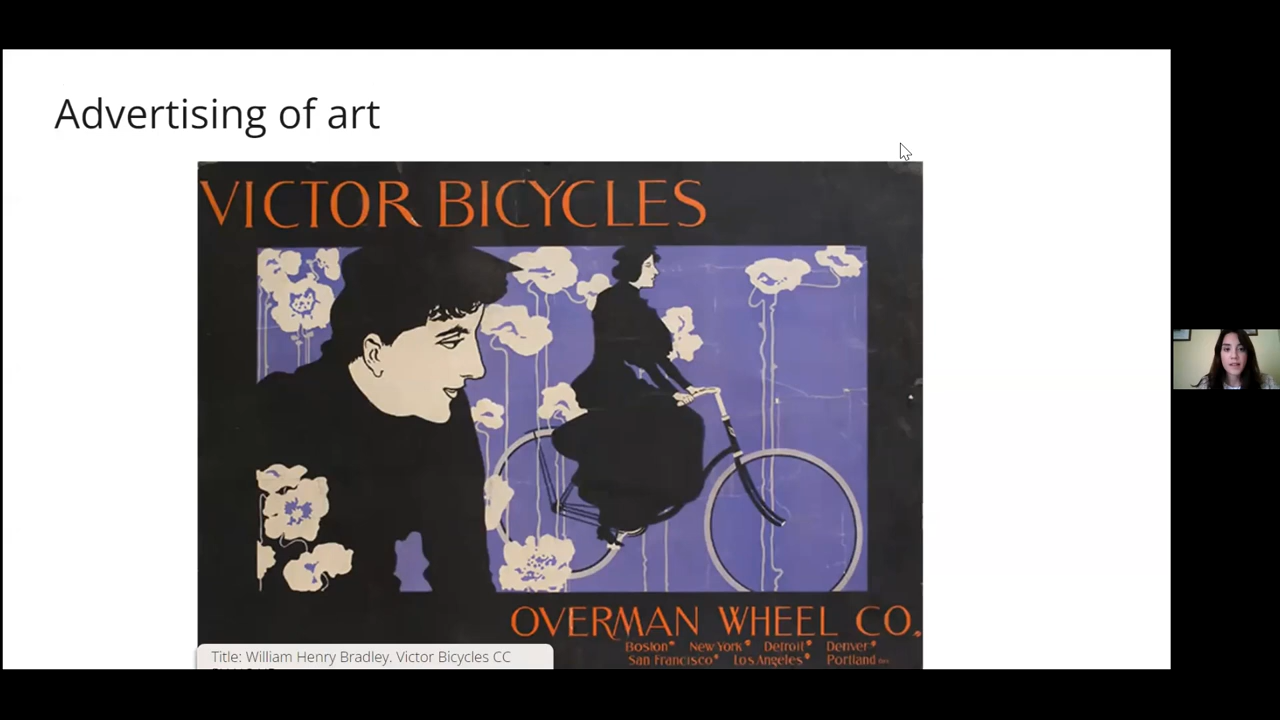 Advertising of art
VICTOR BICYCLES
OVERMAN WHEEL CO.
Boston New York Detroit Denver
San Francisco Los Angeles Portland
Title: William Henry Bradley. Victor Bicycles CC